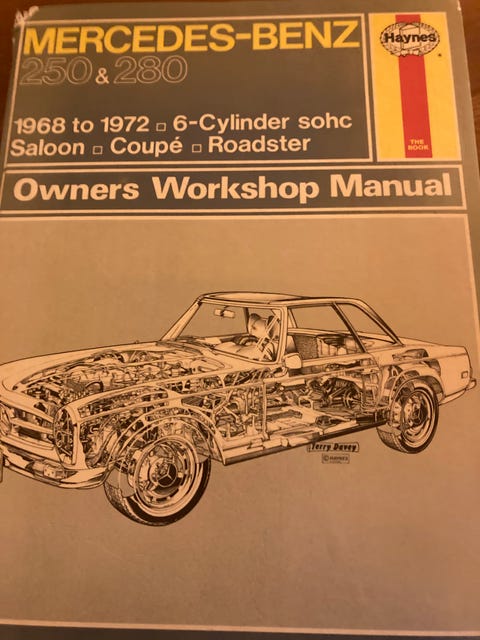 MERCEDES-BENZ
250 & 280
Haynes
1968 to 1972 □ 6-Cylinder sohc
Saloon □ Coupé □ Roadster
THE
BOOK
Owners Workshop Manual
Terry Davey
© HAYNES